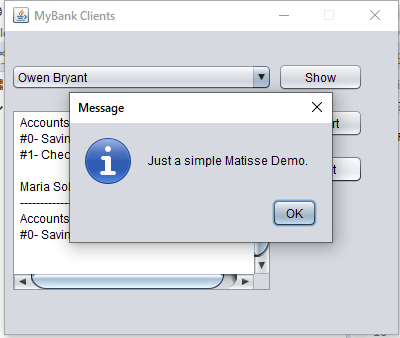 MyBank Clients
Owen Bryant
Show
Message
Accounts
#0- Savin
#1- Chec
Just a simple Matisse Demo.
Maria Sol
--------------
Accounts
#0- Savin
OK